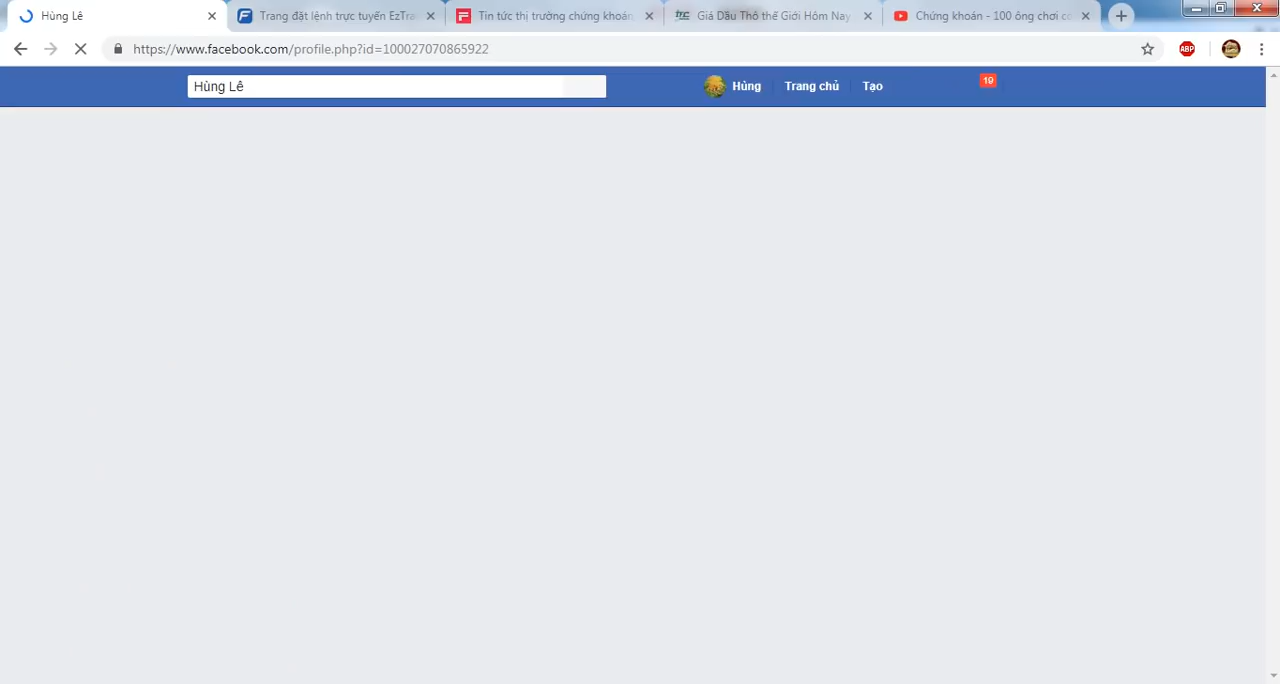 Hùng Lê
Trang đặt lệnh trực tuyến EzTra
Tin tức thị trường chứng khoán
Giá Dầu Thô thế Giới Hôm Nay
Chứng khoán - 100 ông chơi có
https://www.facebook.com/profile.php?id=100027070865922
ABP
Hùng Lê
Hùng
Trang chủ
Tạo
19